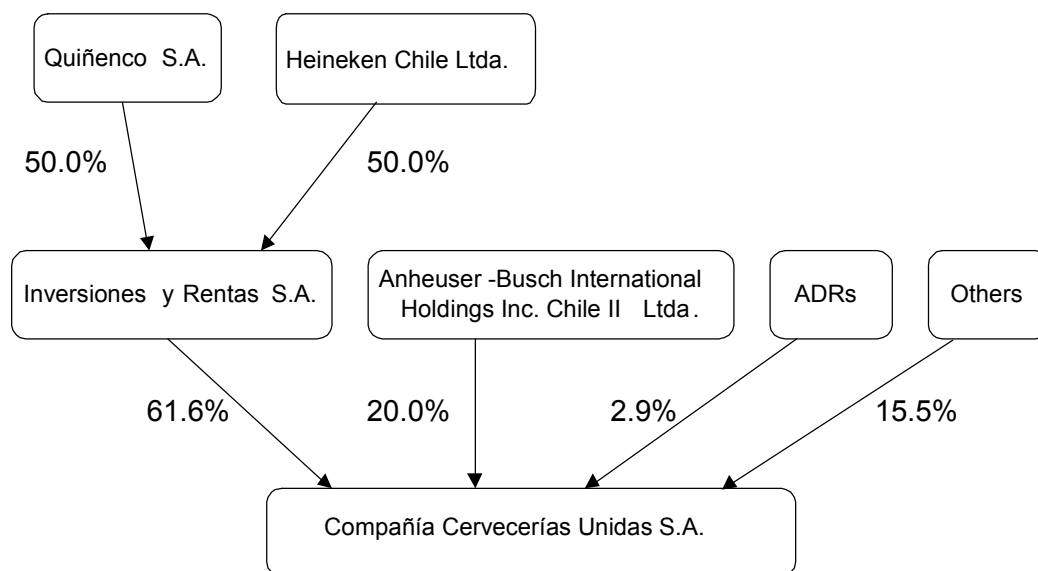 Quiñenco S.A.
Heineken Chile Ltda.
50.0%
50.0%
Inversiones y Rentas S.A.
Anheuser -Busch International
Holdings Inc. Chile II Ltda.
ADRs
Others
61.6%
20.0%
2.9%
15.5%
Compañía Cervecerías Unidas S.A.